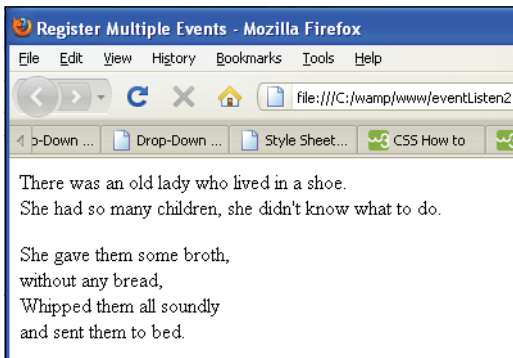 Register Multiple Events - Mozilla Firefox
File Edit View History Bookmarks Tools Help
file:///C:/wamp/www/eventListen2
o-Down ... Drop-Down ... Style Sheet... CSS How to
There was an old lady who lived in a shoe.
She had so many children, she didn't know what to do.
She gave them some broth,
without any bread,
Whipped them all soundly
and sent them to bed.